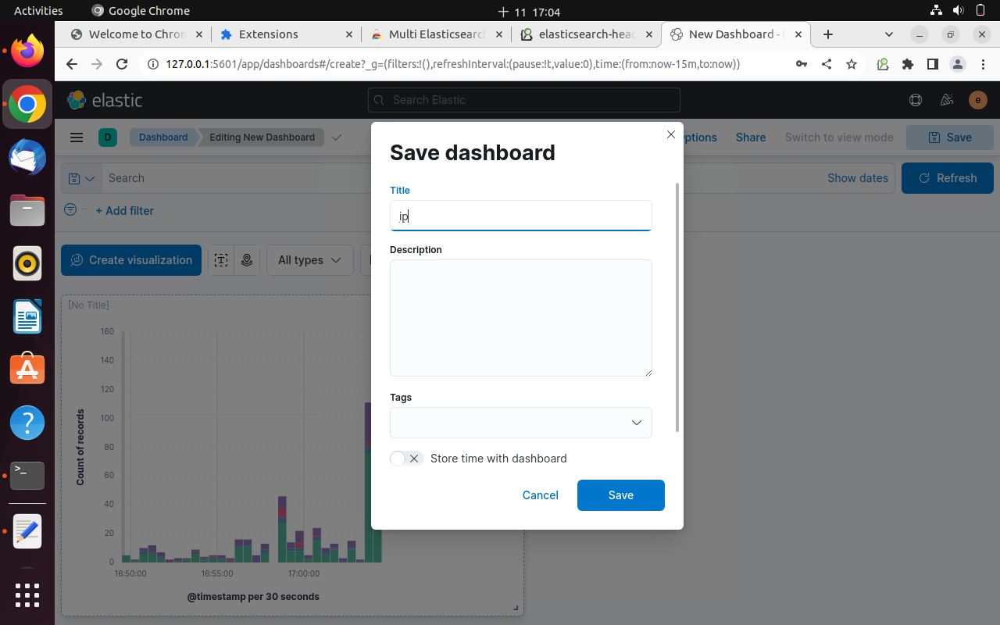 Activities
Google Chrome
11 17:04
Welcome to Chron
Extensions
Multi Elasticsearch
elasticsearch-head
New Dashboard - E
127.0.0.1:5601/app/dashboards#/create?_g=(filters:!(),refreshInterval:(pause:!t,value:0),time:(from:now-15m,to:now))
elastic
Search Elastic
e
D
Dashboard
Editing New Dashboard
ptions
Share
Switch to view mode
Save
Search
Show dates
Refresh
+ Add filter
Create visualization
All types
[No Title]
Count of records
160
140
120
100
80
60
40
20
0
16:50:00
16:55:00
17:00:00
@timestamp per 30 seconds
Save dashboard
Title
ip
Description
Tags
Store time with dashboard
Cancel
Save